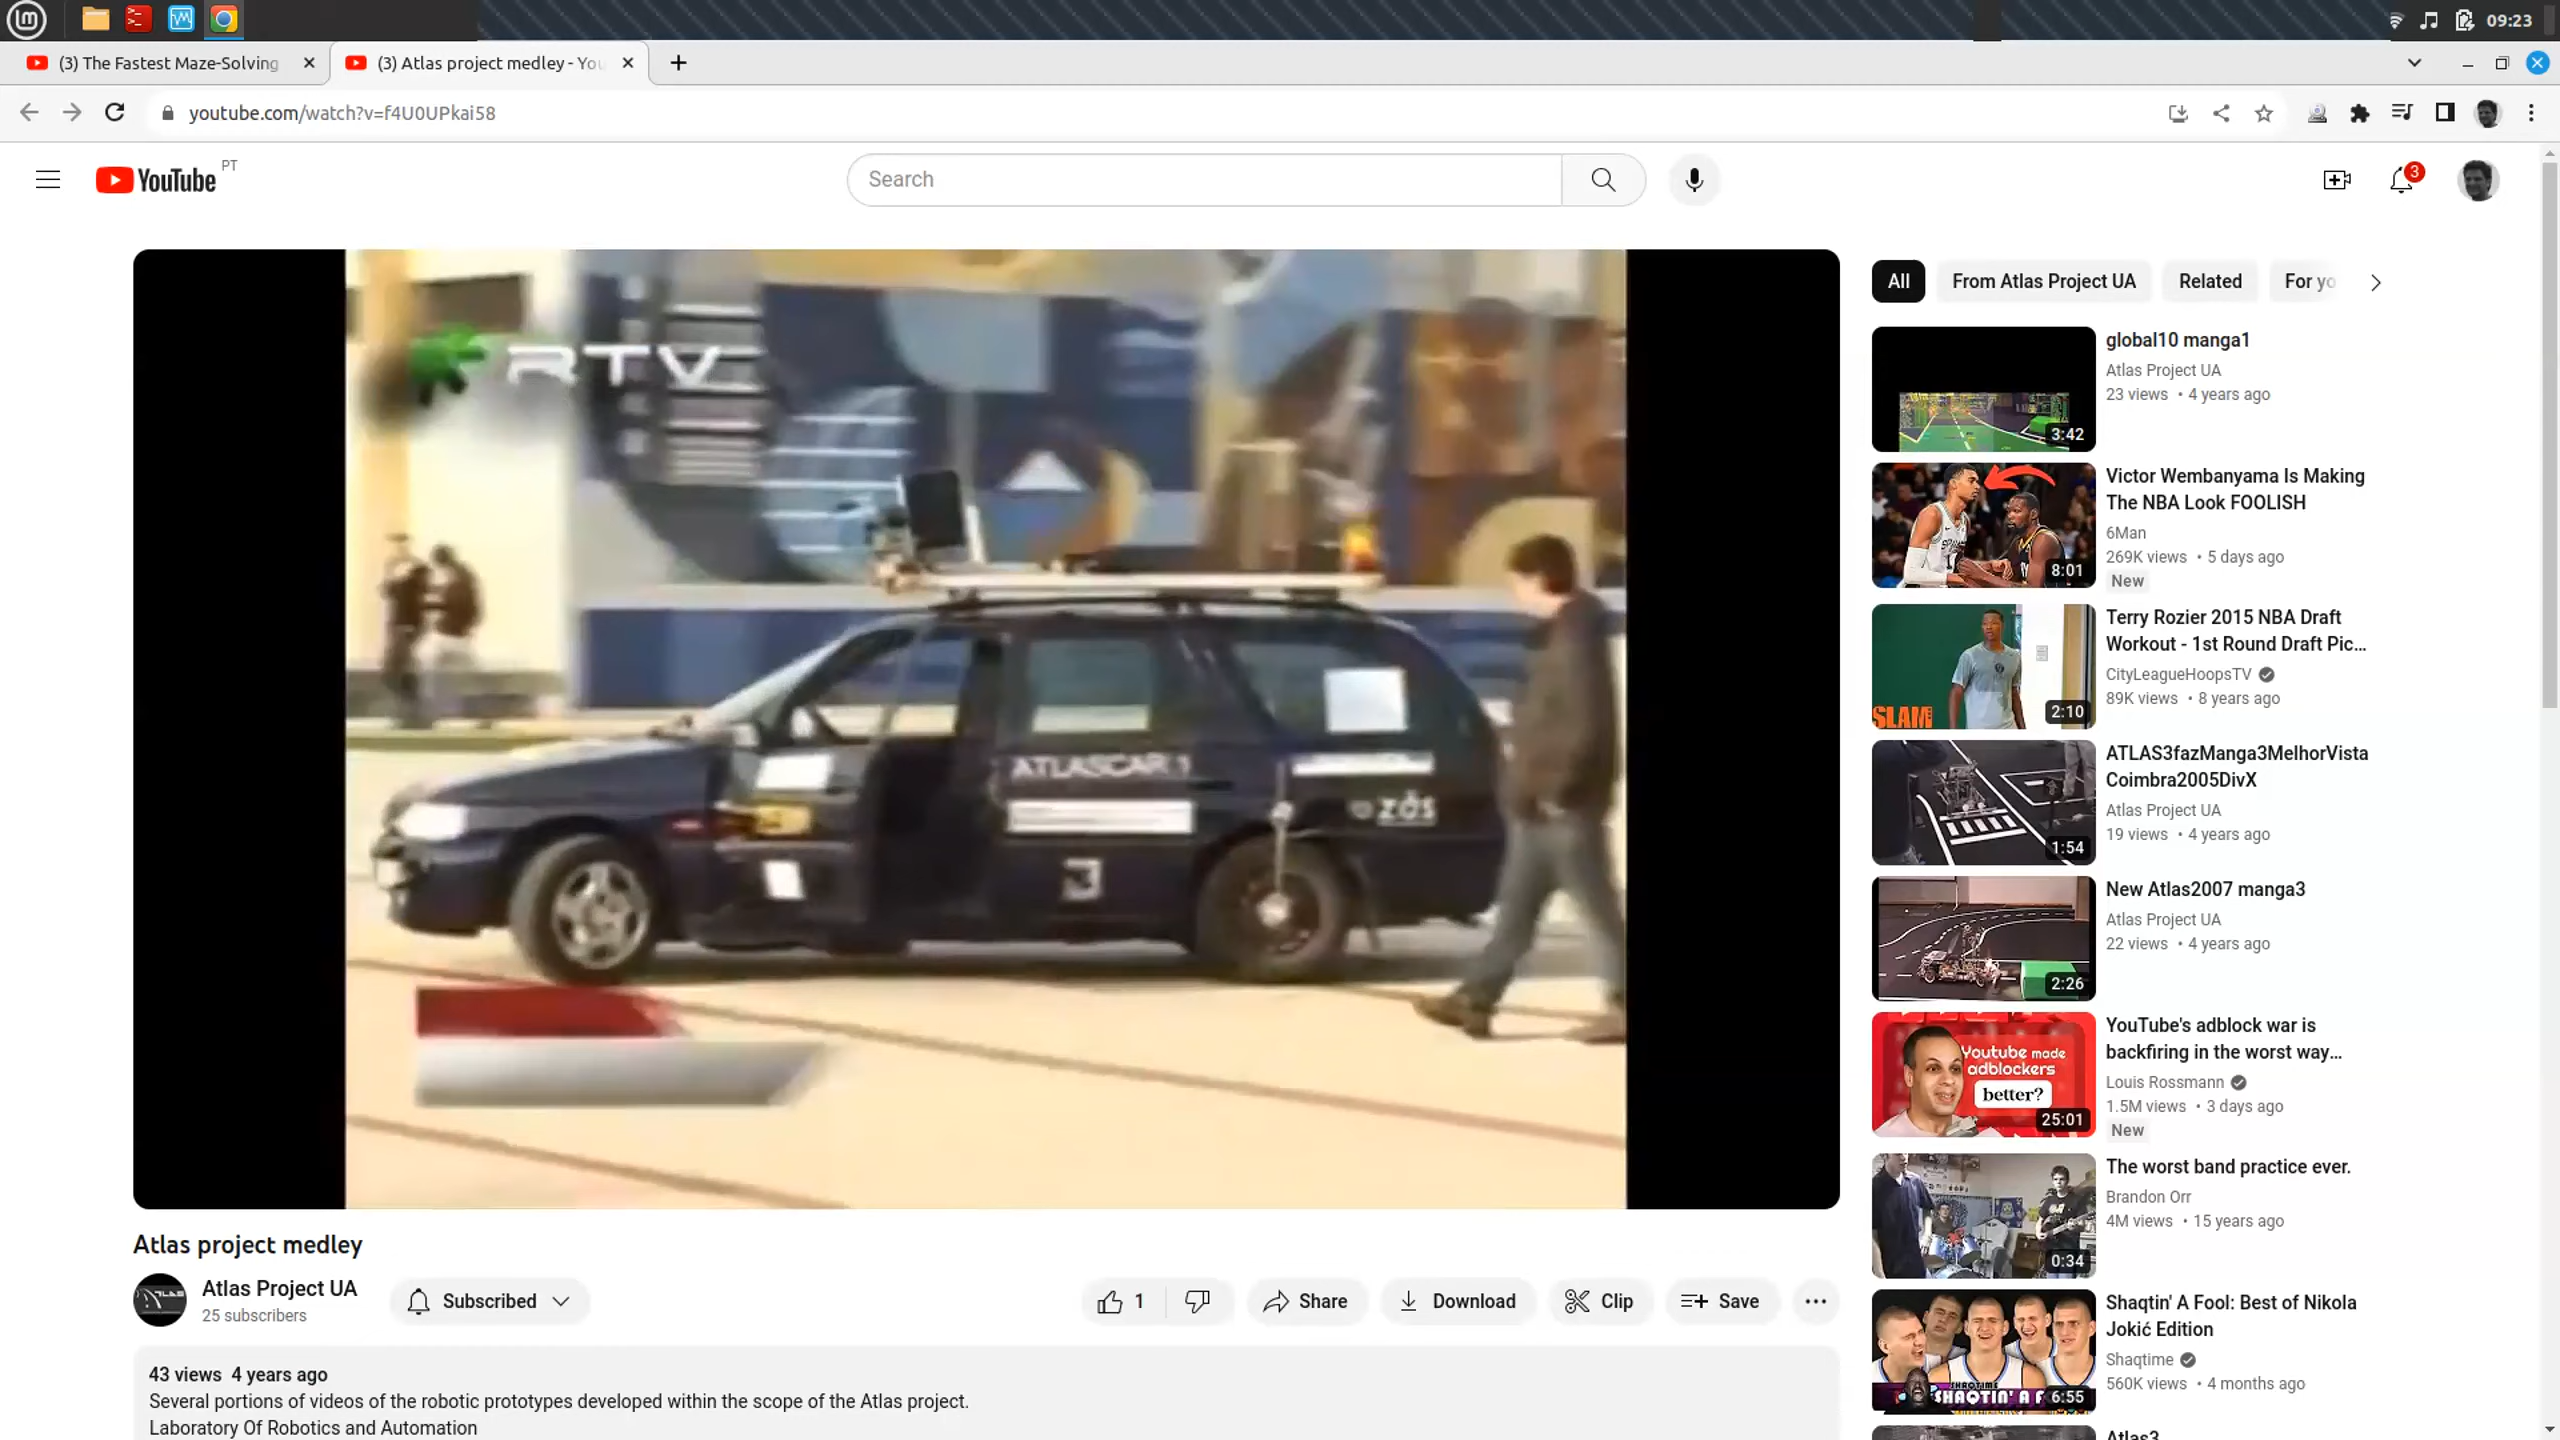 09:23
(3) The Fastest Maze-Solving
(3) Atlas project medley - You
youtube.com/watch?v=f4U0UPkai58
YouTube PT
Search
3
RTV
ATLASCAR 1
zós
All
From Atlas Project UA
Related
For yo
global10 manga1
Atlas Project UA
23 views • 4 years ago
3:42
Victor Wembanyama Is Making
The NBA Look FOOLISH
6Man
269K views • 5 days ago
New
8:01
Terry Rozier 2015 NBA Draft
Workout - 1st Round Draft Pic...
CityLeagueHoopsTV
89K views • 8 years ago
SLAM
2:10
ATLAS3fazManga3MelhorVista
Coimbra2005DivX
Atlas Project UA
19 views • 4 years ago
1:54
New Atlas2007 manga3
Atlas Project UA
22 views • 4 years ago
2:26
YouTube's adblock war is
backfiring in the worst way...
Louis Rossmann
1.5M views • 3 days ago
New
Youtube made
adblockers
better?
25:01
The worst band practice ever.
Brandon Orr
4M views • 15 years ago
0:34
Shaqtin' A Fool: Best of Nikola
Jokić Edition
Shaqtime
560K views • 4 months ago
SHAQTIN' A F
6:55
Atlas3
Atlas project medley
Atlas Project UA
25 subscribers
Subscribed
1
Share
Download
Clip
Save
43 views 4 years ago
Several portions of videos of the robotic prototypes developed within the scope of the Atlas project.
Laboratory Of Robotics and Automation